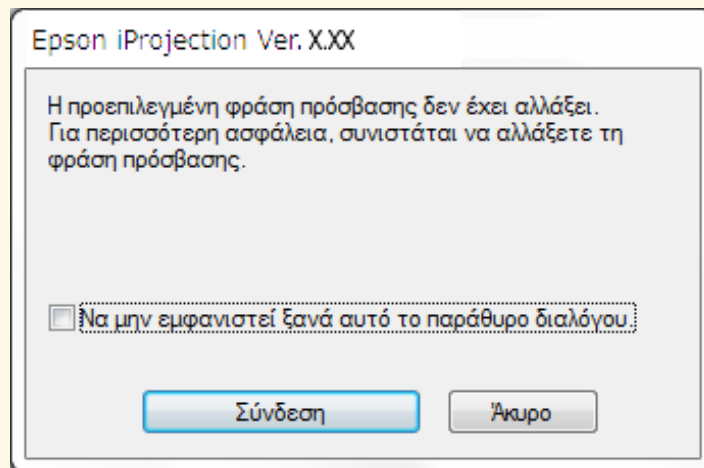 Epson iProjection Ver. X.XX
Η προεπιλεγμένη φράση πρόσβασης δεν έχει αλλάξει.
Για περισσότερη ασφάλεια, συνιστάται να αλλάξετε τη
φράση πρόσβασης.
Να μην εμφανιστεί ξανά αυτό το παράθυρο διαλόγου.
Σύνδεση
Άκυρο